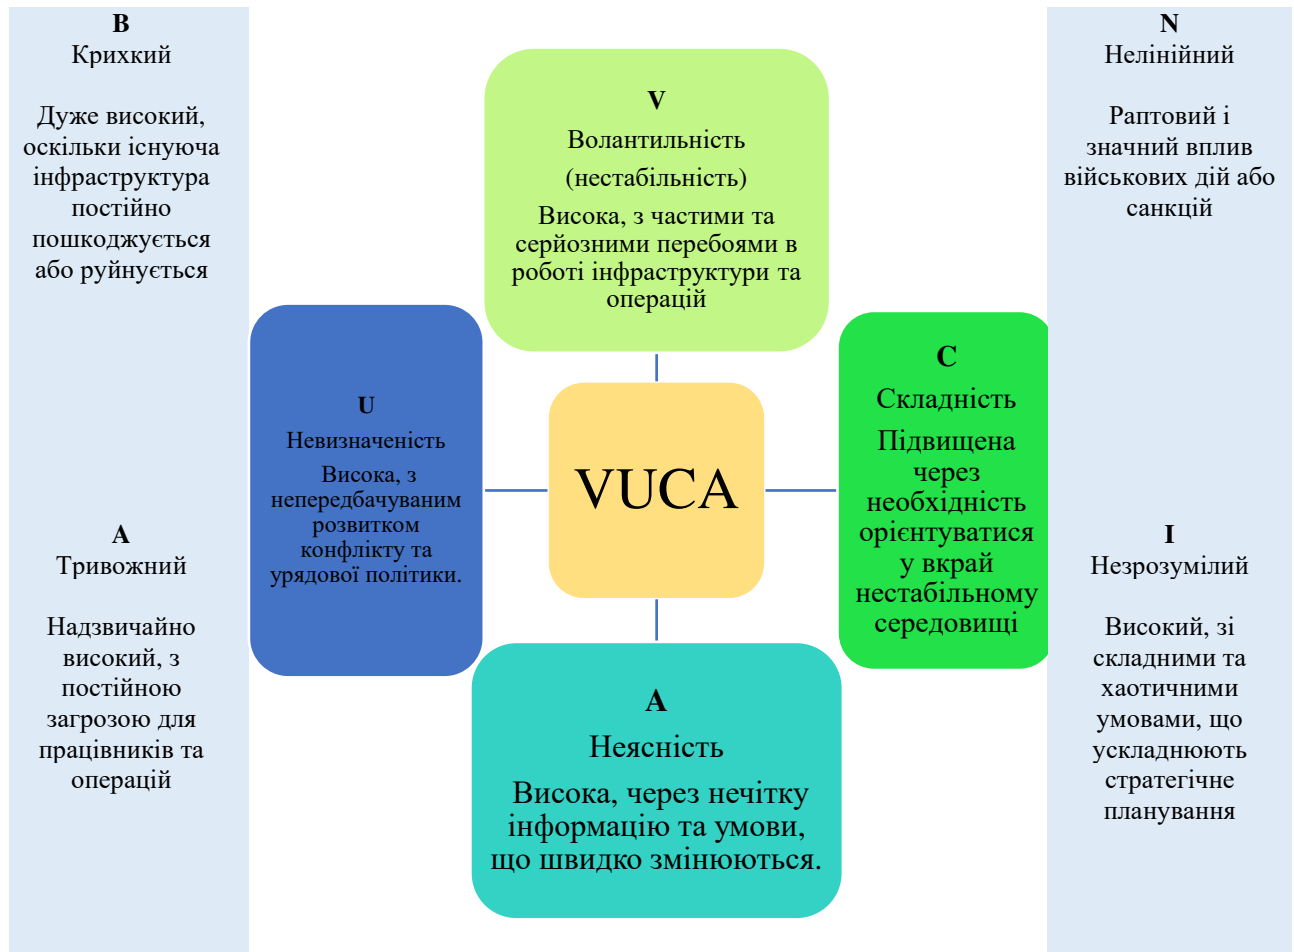 B
Крихкий
Дуже високий,
оскільки існуюча
інфраструктура
постійно
пошкоджується
або руйнується
A
Тривожний
Надзвичайно
високий, з
постійною
загрозою для
працівників та
операцій
V
Волантильність
(нестабільність)
Висока, з частими та
серйозними перебоями в
роботі інфраструктури та
операцій
U
Невизначеність
Висока, з
непередбачуваним
розвитком
конфлікту та
урядової політики.
VUCA
C
Складність
Підвищена
через
необхідність
орієнтуватися
у вкрай
нестабільному
середовищі
A
Неясність
Висока, через нечітку
інформацію та умови,
що швидко змінюються.
N
Нелінійний
Раптовий і
значний вплив
військових дій або
санкцій
I
Незрозумілий
Високий, зі
складними та
хаотичними
умовами, що
ускладнюють
стратегічне
планування